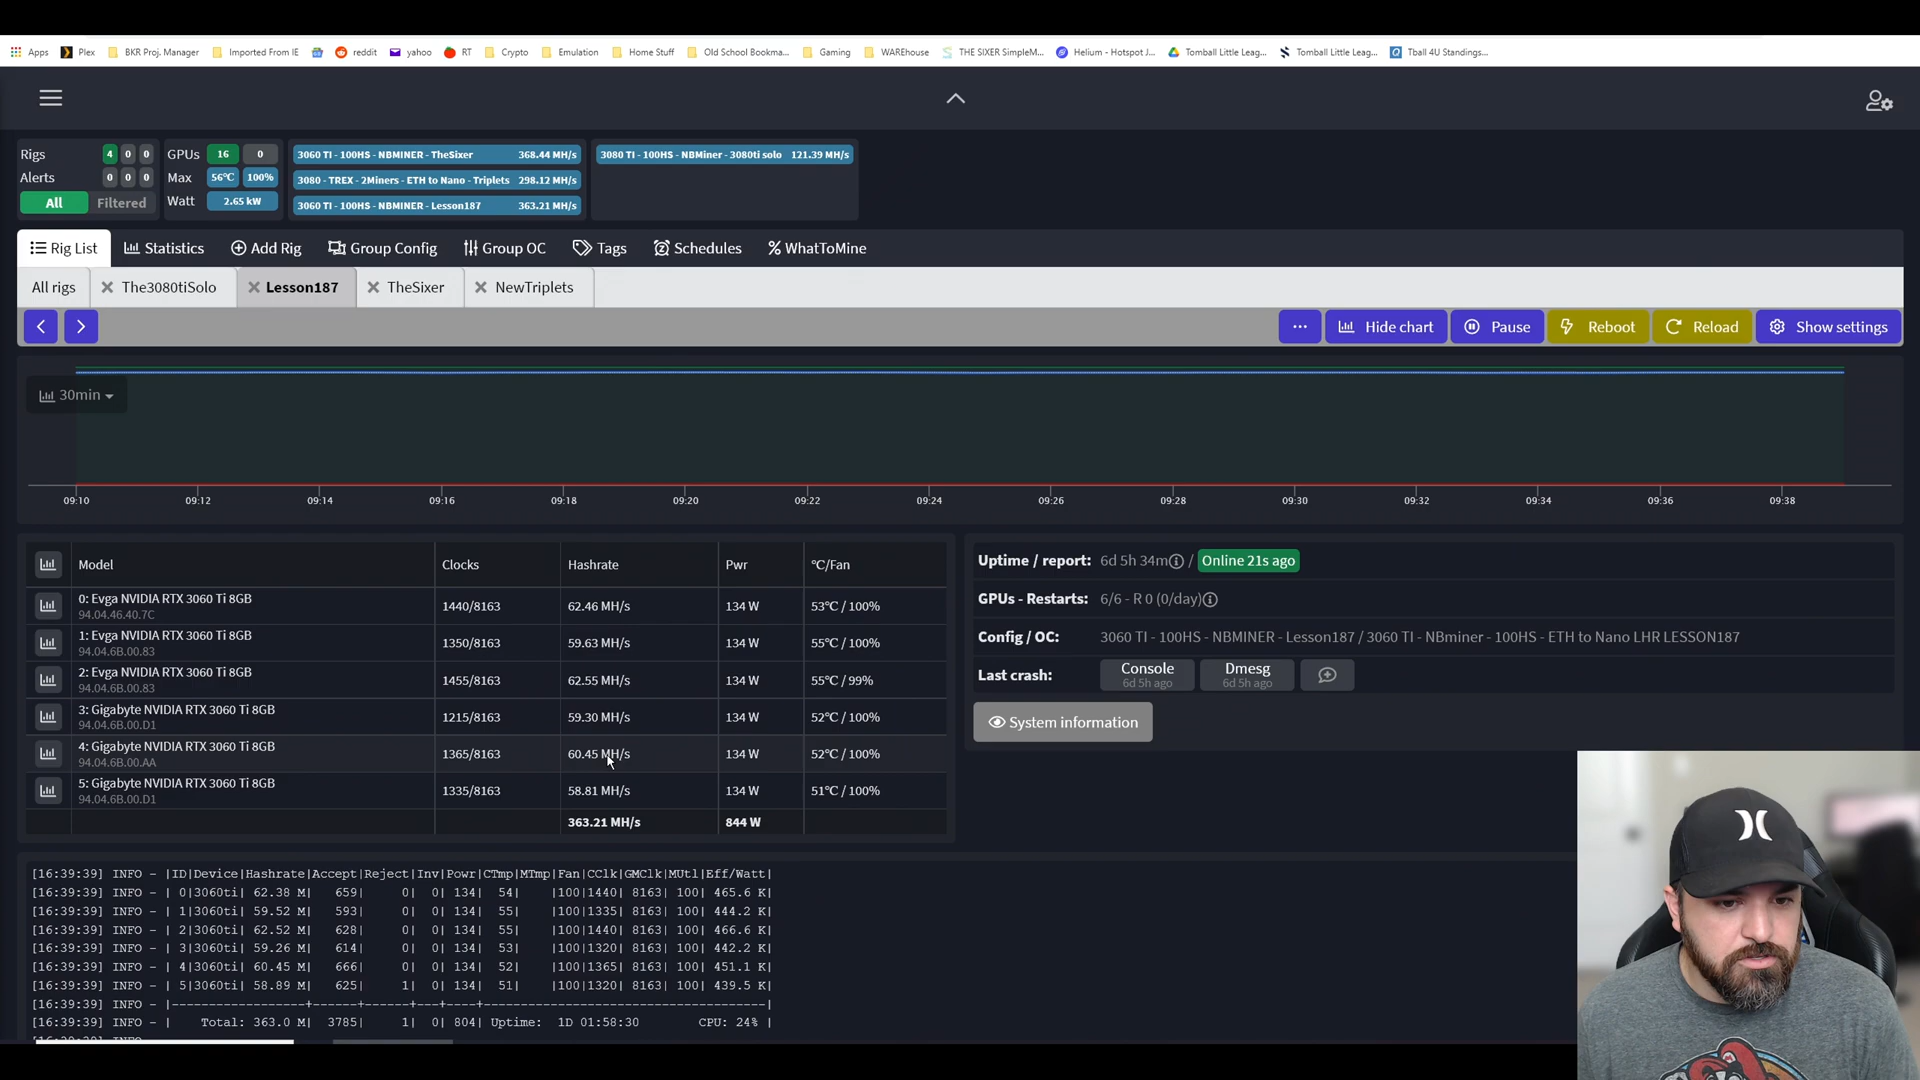 Apps Plex BKR Proj. Manager Imported From IE reddit yahoo RT Crypto Emulation Home Stuff Old School Bookma... Gaming WAREhouse THE SIXER SimpleM... Helium - Hotspot J... Tomball Little Leag... Tomball Little Leag... Tball 4U Standings...
Rigs 4 0 0 GPUs 16 0 3060 TI - 100HS - NBMINER - TheSixer 368.44 MH/s 3080 TI - 100HS - NBMiner - 3080ti solo 121.39 MH/s
Alerts 0 0 0 Max 56℃ 100% 3080 - TREX - 2Miners - ETH to Nano - Triplets 298.12 MH/s
All Filtered Watt 2.65 kW 3060 TI - 100HS - NBMINER - Lesson187 363.21 MH/s
Rig List Statistics Add Rig Group Config Group OC Tags Schedules % WhatToMine
All rigs The3080tiSolo Lesson187 TheSixer NewTriplets
... Hide chart Pause Reboot Reload Show settings
30min
09:10 09:12 09:14 09:16 09:18 09:20 09:22 09:24 09:26 09:28 09:30 09:32 09:34 09:36 09:38
Model Clocks Hashrate Pwr ℃/Fan
0: Evga NVIDIA RTX 3060 Ti 8GB 1440/8163 62.46 MH/s 134 W 53℃ / 100%
94.04.46.40.7C
1: Evga NVIDIA RTX 3060 Ti 8GB 1350/8163 59.63 MH/s 134 W 55℃ / 100%
94.04.6B.00.83
2: Evga NVIDIA RTX 3060 Ti 8GB 1455/8163 62.55 MH/s 134 W 55℃ / 99%
94.04.6B.00.83
3: Gigabyte NVIDIA RTX 3060 Ti 8GB 1215/8163 59.30 MH/s 134 W 52℃ / 100%
94.04.6B.00.D1
4: Gigabyte NVIDIA RTX 3060 Ti 8GB 1365/8163 60.45 MH/s 134 W 52℃ / 100%
94.04.6B.00.AA
5: Gigabyte NVIDIA RTX 3060 Ti 8GB 1335/8163 58.81 MH/s 134 W 51℃ / 100%
94.04.6B.00.D1
363.21 MH/s 844 W
Uptime / report: 6d 5h 34m / Online 21s ago
GPUs - Restarts: 6/6 - R 0 (0/day)
Config / OC: 3060 TI - 100HS - NBMINER - Lesson187 / 3060 TI - NBminer - 100HS - ETH to Nano LHR LESSON187
Last crash: Console 6d 5h ago Dmesg 6d 5h ago
System information
[16:39:39] INFO - |ID|Device|Hashrate|Accept|Reject|Inv|Powr|CTmp|MTmp|Fan|CClk|GMClk|MUtl|Eff/Watt|
[16:39:39] INFO - | 0|3060ti| 62.38 M| 659| 0| 0| 134| 54| |100|1440| 8163| 100| 465.6 K|
[16:39:39] INFO - | 1|3060ti| 59.52 M| 593| 0| 0| 134| 55| |100|1335| 8163| 100| 444.2 K|
[16:39:39] INFO - | 2|3060ti| 62.52 M| 628| 0| 0| 134| 55| |100|1440| 8163| 100| 466.6 K|
[16:39:39] INFO - | 3|3060ti| 59.26 M| 614| 0| 0| 134| 53| |100|1320| 8163| 100| 442.2 K|
[16:39:39] INFO - | 4|3060ti| 60.45 M| 666| 0| 0| 134| 52| |100|1365| 8163| 100| 451.1 K|
[16:39:39] INFO - | 5|3060ti| 58.89 M| 625| 1| 0| 134| 51| |100|1320| 8163| 100| 439.5 K|
[16:39:39] INFO - |------------------+------+------+---+----+----------------------------------------|
[16:39:39] INFO - | Total: 363.0 M| 3785| 1| 0| 804| Uptime: 1D 01:58:30 CPU: 24% |